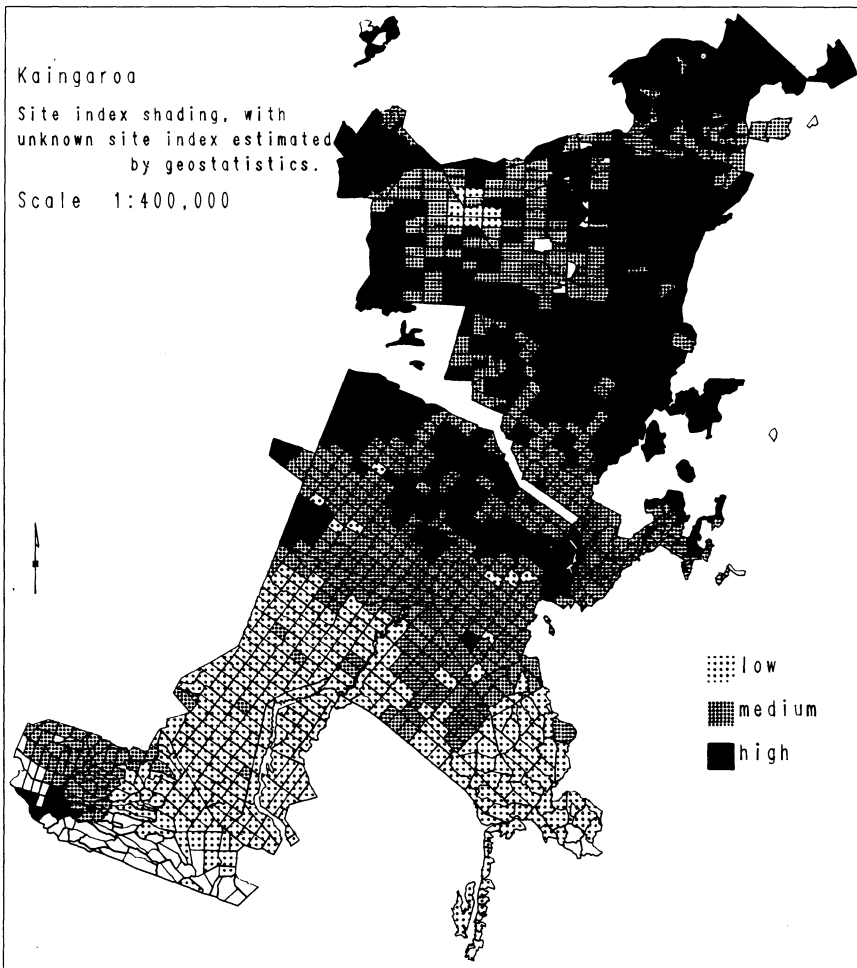 Kaingaroa
Site index shading, with
unknown site index estimated
by geostatistics.
Scale 1:400,000
low
medium
high